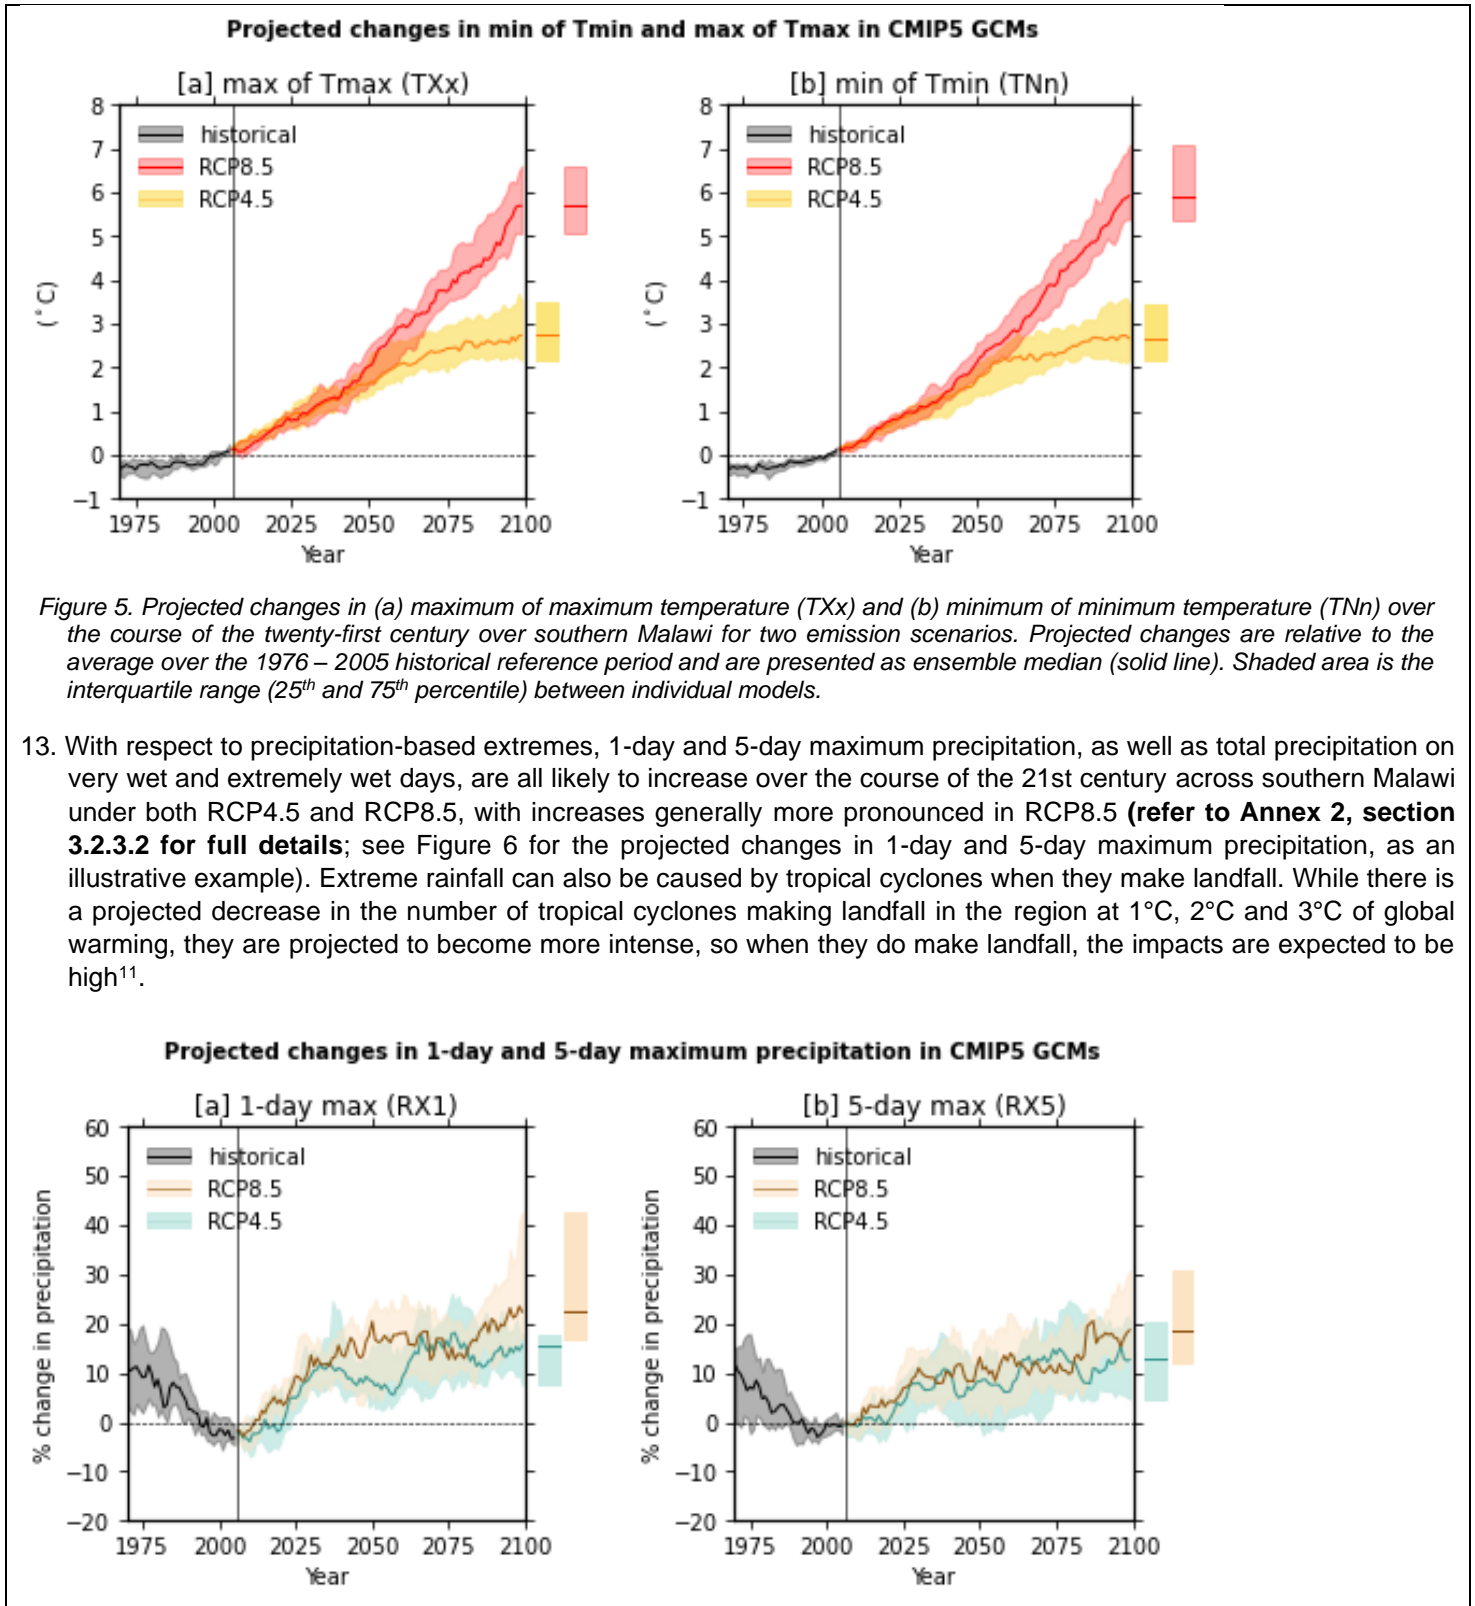 Projected changes in min of Tmin and max of Tmax in CMIP5 GCMs
[a] max of Tmax (TXx)
8
7
6
5
4
3
2
1
0
−1
(˚C)
historical
RCP8.5
RCP4.5
1975 2000 2025 2050 2075 2100
Year
[b] min of Tmin (TNn)
8
7
6
5
4
3
2
1
0
−1
(˚C)
historical
RCP8.5
RCP4.5
1975 2000 2025 2050 2075 2100
Year
Figure 5. Projected changes in (a) maximum of maximum temperature (TXx) and (b) minimum of minimum temperature (TNn) over
the course of the twenty-first century over southern Malawi for two emission scenarios. Projected changes are relative to the
average over the 1976 – 2005 historical reference period and are presented as ensemble median (solid line). Shaded area is the
interquartile range (25th and 75th percentile) between individual models.
13. With respect to precipitation-based extremes, 1-day and 5-day maximum precipitation, as well as total precipitation on
very wet and extremely wet days, are all likely to increase over the course of the 21st century across southern Malawi
under both RCP4.5 and RCP8.5, with increases generally more pronounced in RCP8.5 (refer to Annex 2, section
3.2.3.2 for full details; see Figure 6 for the projected changes in 1-day and 5-day maximum precipitation, as an
illustrative example). Extreme rainfall can also be caused by tropical cyclones when they make landfall. While there is
a projected decrease in the number of tropical cyclones making landfall in the region at 1°C, 2°C and 3°C of global
warming, they are projected to become more intense, so when they do make landfall, the impacts are expected to be
high11.
Projected changes in 1-day and 5-day maximum precipitation in CMIP5 GCMs
[a] 1-day max (RX1)
60
50
40
30
20
10
0
−10
−20
% change in precipitation
historical
RCP8.5
RCP4.5
1975 2000 2025 2050 2075 2100
Year
[b] 5-day max (RX5)
60
50
40
30
20
10
0
−10
−20
% change in precipitation
historical
RCP8.5
RCP4.5
1975 2000 2025 2050 2075 2100
Year